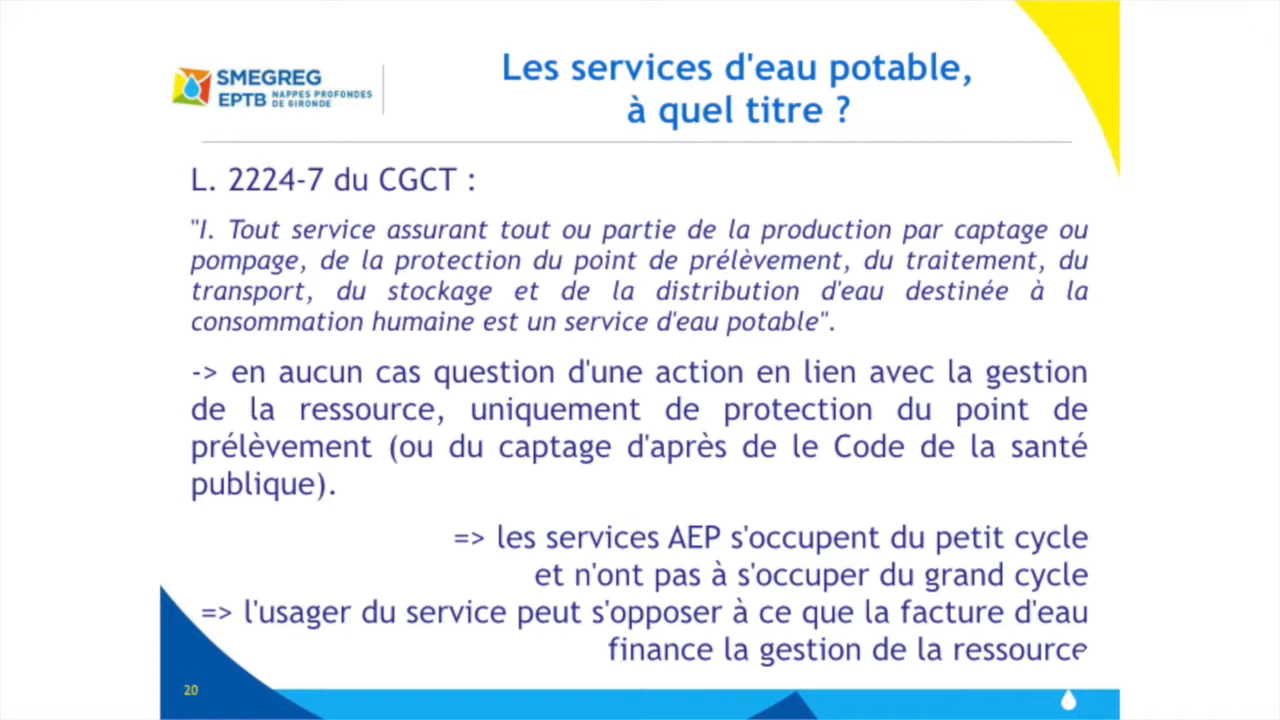 SMEGREG
EPTB NAPPES PROFONDES
DE GIRONDE
Les services d'eau potable,
à quel titre ?
L. 2224-7 du CGCT :
"I. Tout service assurant tout ou partie de la production par captage ou
pompage, de la protection du point de prélèvement, du traitement, du
transport, du stockage et de la distribution d'eau destinée à la
consommation humaine est un service d'eau potable".
-> en aucun cas question d'une action en lien avec la gestion
de la ressource, uniquement de protection du point de
prélèvement (ou du captage d'après de le Code de la santé
publique).
=> les services AEP s'occupent du petit cycle
et n'ont pas à s'occuper du grand cycle
=> l'usager du service peut s'opposer à ce que la facture d'eau
finance la gestion de la ressource
20